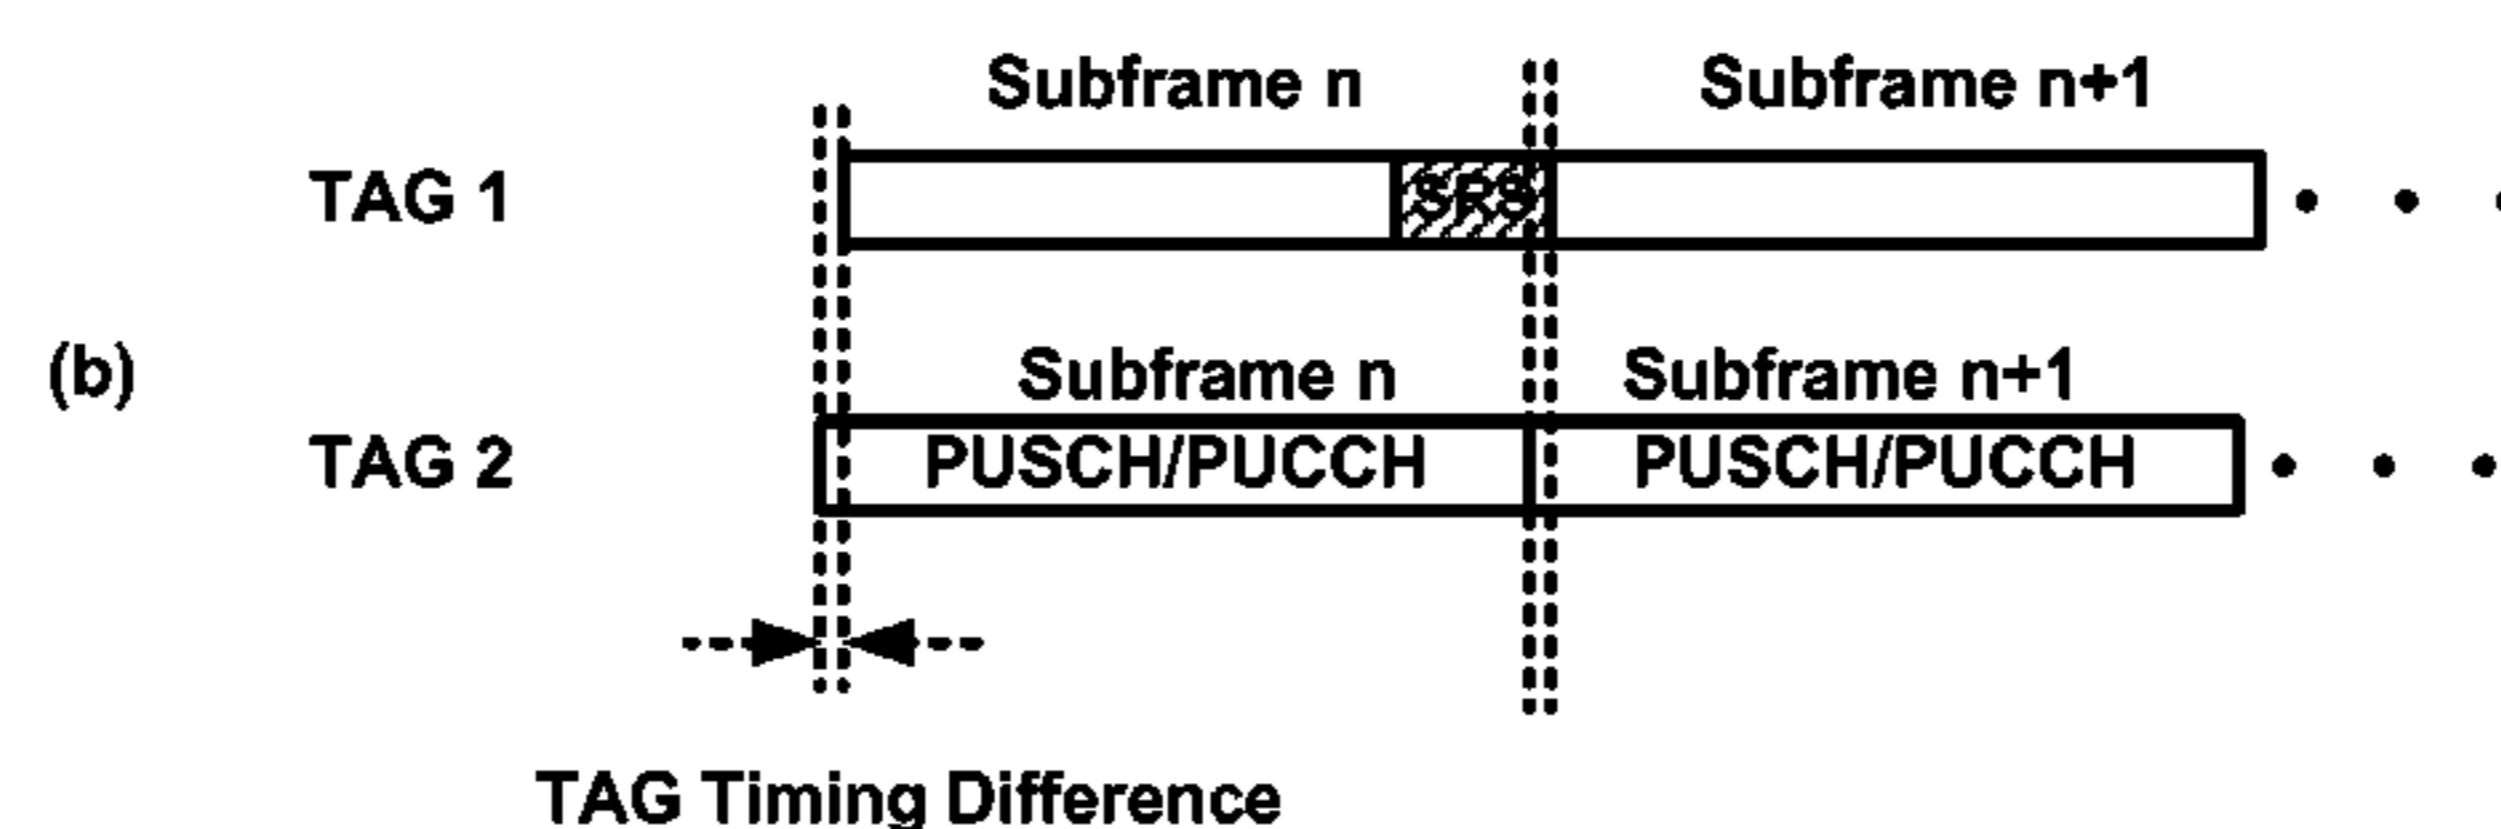 Subframe n Subframe n+1
TAG 1 SRS
(b)
Subframe n Subframe n+1
TAG 2 PUSCH/PUCCH PUSCH/PUCCH
TAG Timing Difference